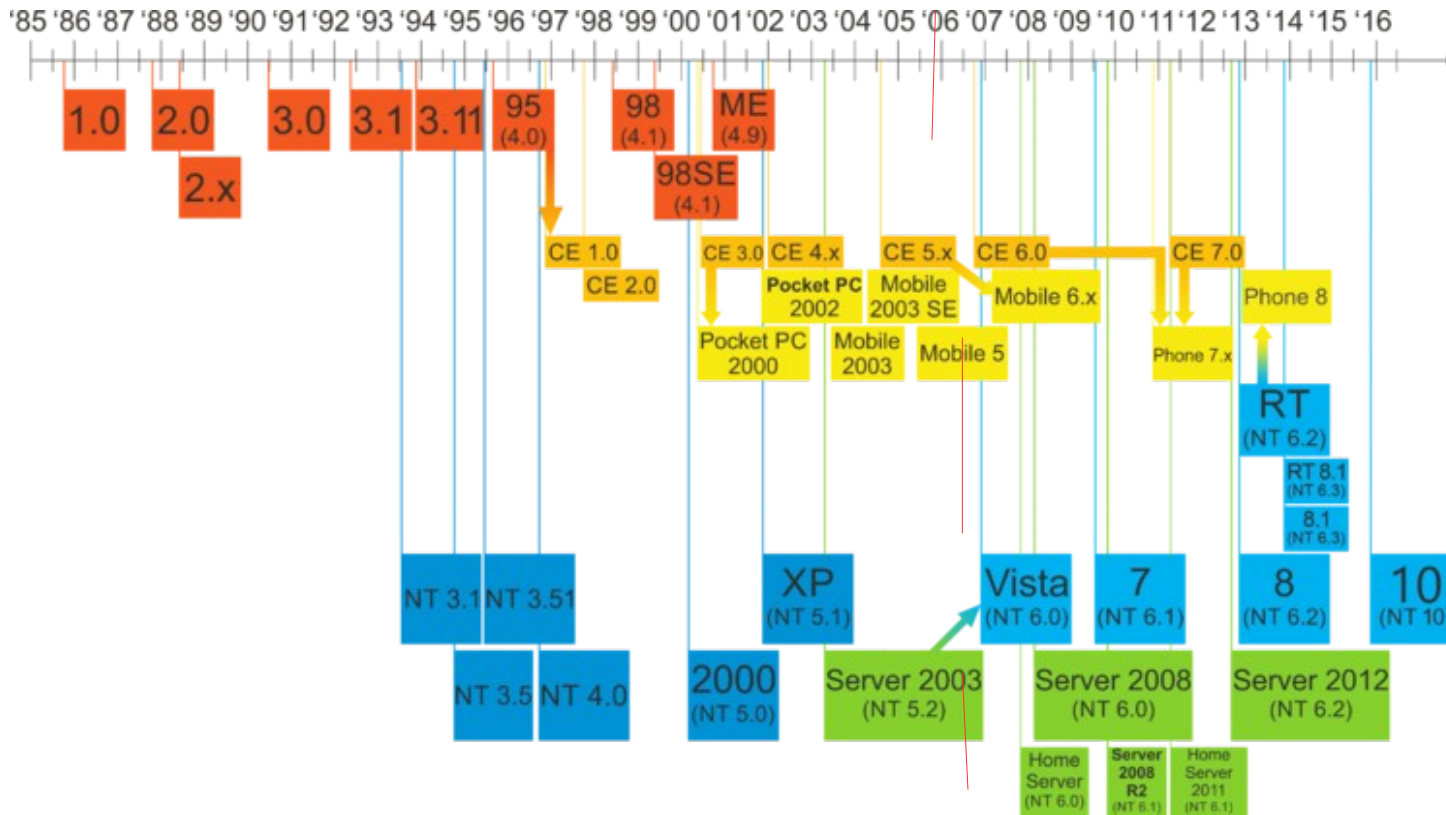 ‘85 ‘86 ‘87 ‘88 ‘89 ‘90 ‘91 ‘92 ‘93 ‘94 ‘95 ‘96 ‘97 ‘98 ‘99 ‘00 ‘01 ‘02 ‘03 ‘04 ‘05 ‘06 ‘07 ‘08 ‘09 ‘10 ‘11 ‘12 ‘13 ‘14 ‘15 ‘16
1.0
2.0
3.0
3.1
3.11
95
(4.0)
98
(4.1)
ME
(4.9)
2.x
98SE
(4.1)
CE 1.0
CE 2.0
CE 3.0
CE 4.x
CE 5.x
CE 6.0
CE 7.0
Pocket PC
2002
Mobile
2003 SE
Mobile 6.x
Phone 8
Pocket PC
2000
Mobile
2003
Mobile 5
Phone 7.x
RT
(NT 6.2)
RT 8.1
(NT 6.3)
8.1
(NT 6.3)
NT 3.1
NT 3.51
XP
(NT 5.1)
Vista
(NT 6.0)
7
(NT 6.1)
8
(NT 6.2)
10
(NT 10
NT 3.5
NT 4.0
2000
(NT 5.0)
Server 2003
(NT 5.2)
Server 2008
(NT 6.0)
Server 2012
(NT 6.2)
Home
Server
(NT 6.0)
Server
2008
R2
(NT 6.1)
Home
Server
2011
(NT 6.1)